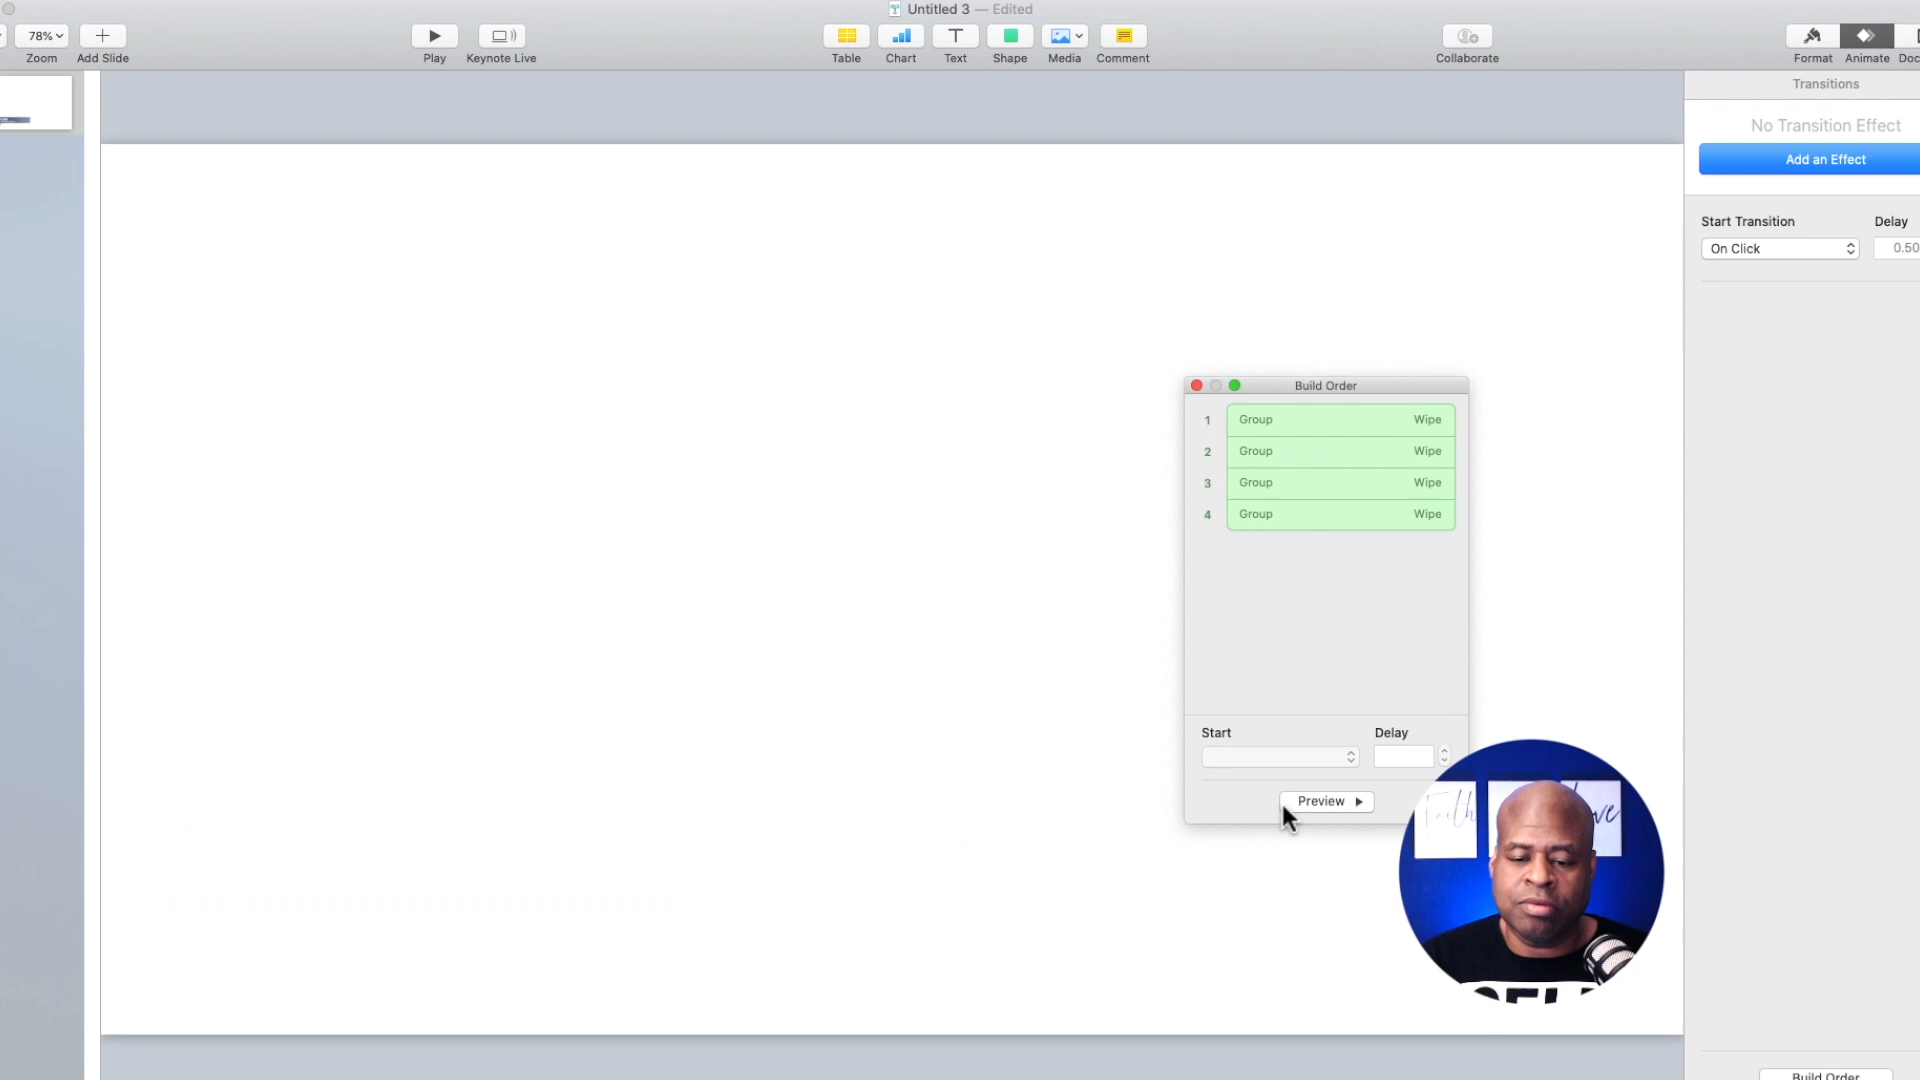 Untitled 3 — Edited
78%
Zoom
Add Slide
Play
Keynote Live
Table
Chart
Text
Shape
Media
Comment
Collaborate
Format
Animate
Transitions
No Transition Effect
Add an Effect
Start Transition
Delay
On Click
0.50
Build Order
1 Group Wipe
2 Group Wipe
3 Group Wipe
4 Group Wipe
Start
Delay
Preview
Faith
Build Order